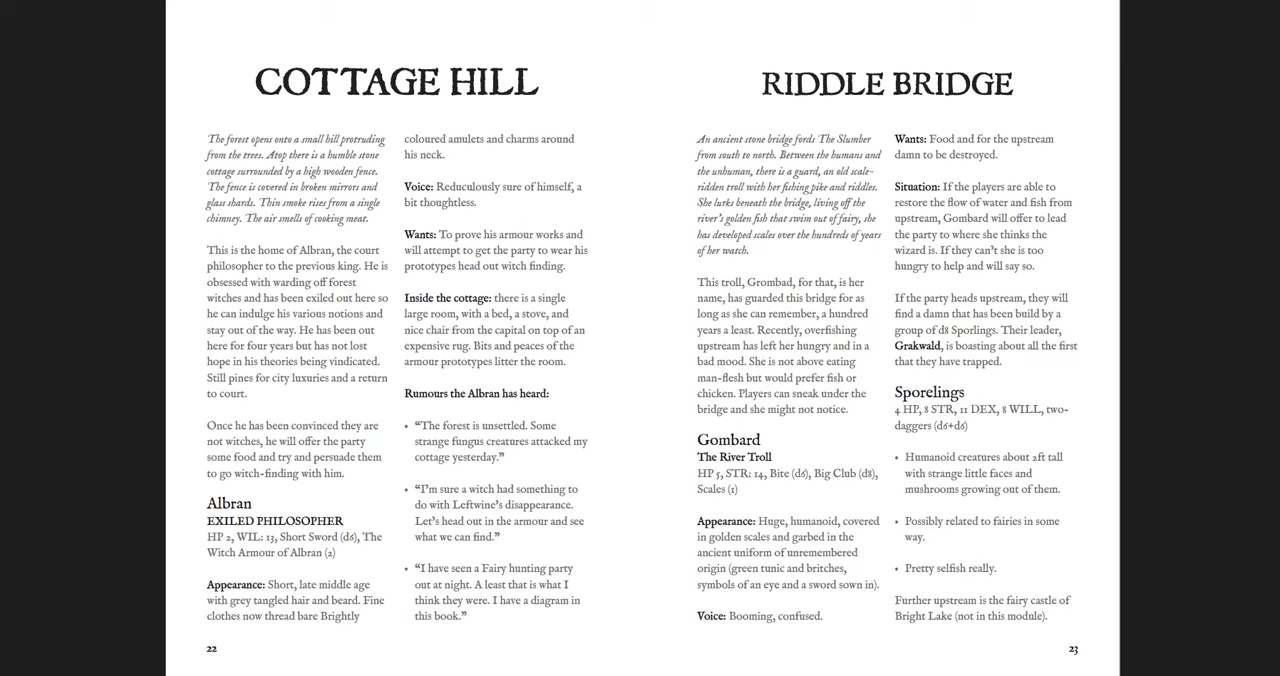 COTTAGE HILL
The forest opens onto a small hill protruding
from the trees. Atop there is a humble stone
cottage surrounded by a high wooden fence.
The fence is covered in broken mirrors and
glass shards. Thin smoke rises from a single
chimney. The air smells of cooking meat.
This is the home of Albran, the court
philosopher to the previous king. He is
obsessed with warding off forest
witches and has been exiled out here so
he can indulge his various notions and
stay out of the way. He has been out
here for four years but has not lost
hope in his theories being vindicated.
Still pines for city luxuries and a return
to court.
Once he has been convinced they are
not witches, he will offer the party
some food and try and persuade them
to go witch-finding with him.
Albran
EXILED PHILOSOPHER
HP 2, WIL: 13, Short Sword (d6), The
Witch Armour of Albran (2)
Appearance: Short, late middle age
with grey tangled hair and beard. Fine
clothes now thread bare Brightly
coloured amulets and charms around
his neck.
Voice: Reduculously sure of himself, a
bit thoughtless.
Wants: To prove his armour works and
will attempt to get the party to wear his
prototypes head out witch finding.
Inside the cottage: there is a single
large room, with a bed, a stove, and
nice chair from the capital on top of an
expensive rug. Bits and peaces of the
armour prototypes litter the room.
Rumours the Albran has heard:
• “The forest is unsettled. Some
strange fungus creatures attacked my
cottage yesterday.”
• “I’m sure a witch had something to
do with Leftwine’s disappearance.
Let’s head out in the armour and see
what we can find.”
• “I have seen a Fairy hunting party
out at night. A least that is what I
think they were. I have a diagram in
this book.”
22
RIDDLE BRIDGE
An ancient stone bridge fords The Slumber
from south to north. Between the humans and
the unhuman, there is a guard, an old scale-
ridden troll with her fishing pike and riddles.
She lurks beneath the bridge, living off the
river’s golden fish that swim out of fairy, she
has developed scales over the hundreds of years
of her watch.
This troll, Grombad, for that, is her
name, has guarded this bridge for as
long as she can remember, a hundred
years a least. Recently, overfishing
upstream has left her hungry and in a
bad mood. She is not above eating
man-flesh but would prefer fish or
chicken. Players can sneak under the
bridge and she might not notice.
Gombard
The River Troll
HP 5, STR: 14, Bite (d6), Big Club (d8),
Scales (1)
Appearance: Huge, humanoid, covered
in golden scales and garbed in the
ancient uniform of unremembered
origin (green tunic and britches,
symbols of an eye and a sword sown in).
Voice: Booming, confused.
Wants: Food and for the upstream
damn to be destroyed.
Situation: If the players are able to
restore the flow of water and fish from
upstream, Gombard will offer to lead
the party to where she thinks the
wizard is. If they can’t she is too
hungry to help and will say so.
If the party heads upstream, they will
find a damn that has been build by a
group of d8 Sporlings. Their leader,
Grakwald, is boasting about all the first
that they have trapped.
Sporelings
4 HP, 8 STR, 11 DEX, 8 WILL, two-
daggers (d6+d6)
• Humanoid creatures about 2ft tall
with strange little faces and
mushrooms growing out of them.
• Possibly related to fairies in some
way.
• Pretty selfish really.
Further upstream is the fairy castle of
Bright Lake (not in this module).
23